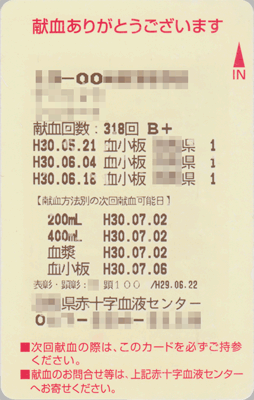 献血ありがとうございます
IN
-00
献血回数:318回 B+
H30.05.21 血小板 県 1
H30.06.04 血小板 県 1
H30.06.18 血小板 県 1
【献血方法別の次回献血可能日】
200mL H30.07.02
400mL H30.07.02
血漿 H30.07.02
血小板 H30.07.06
表彰・顕彰: 顕100 /H29.06.22
県赤十字血液センター
■次回献血の際は、このカードを必ずご持参
ください。
■献血のお問合せ等は、上記赤十字血液センター
へお寄せください。